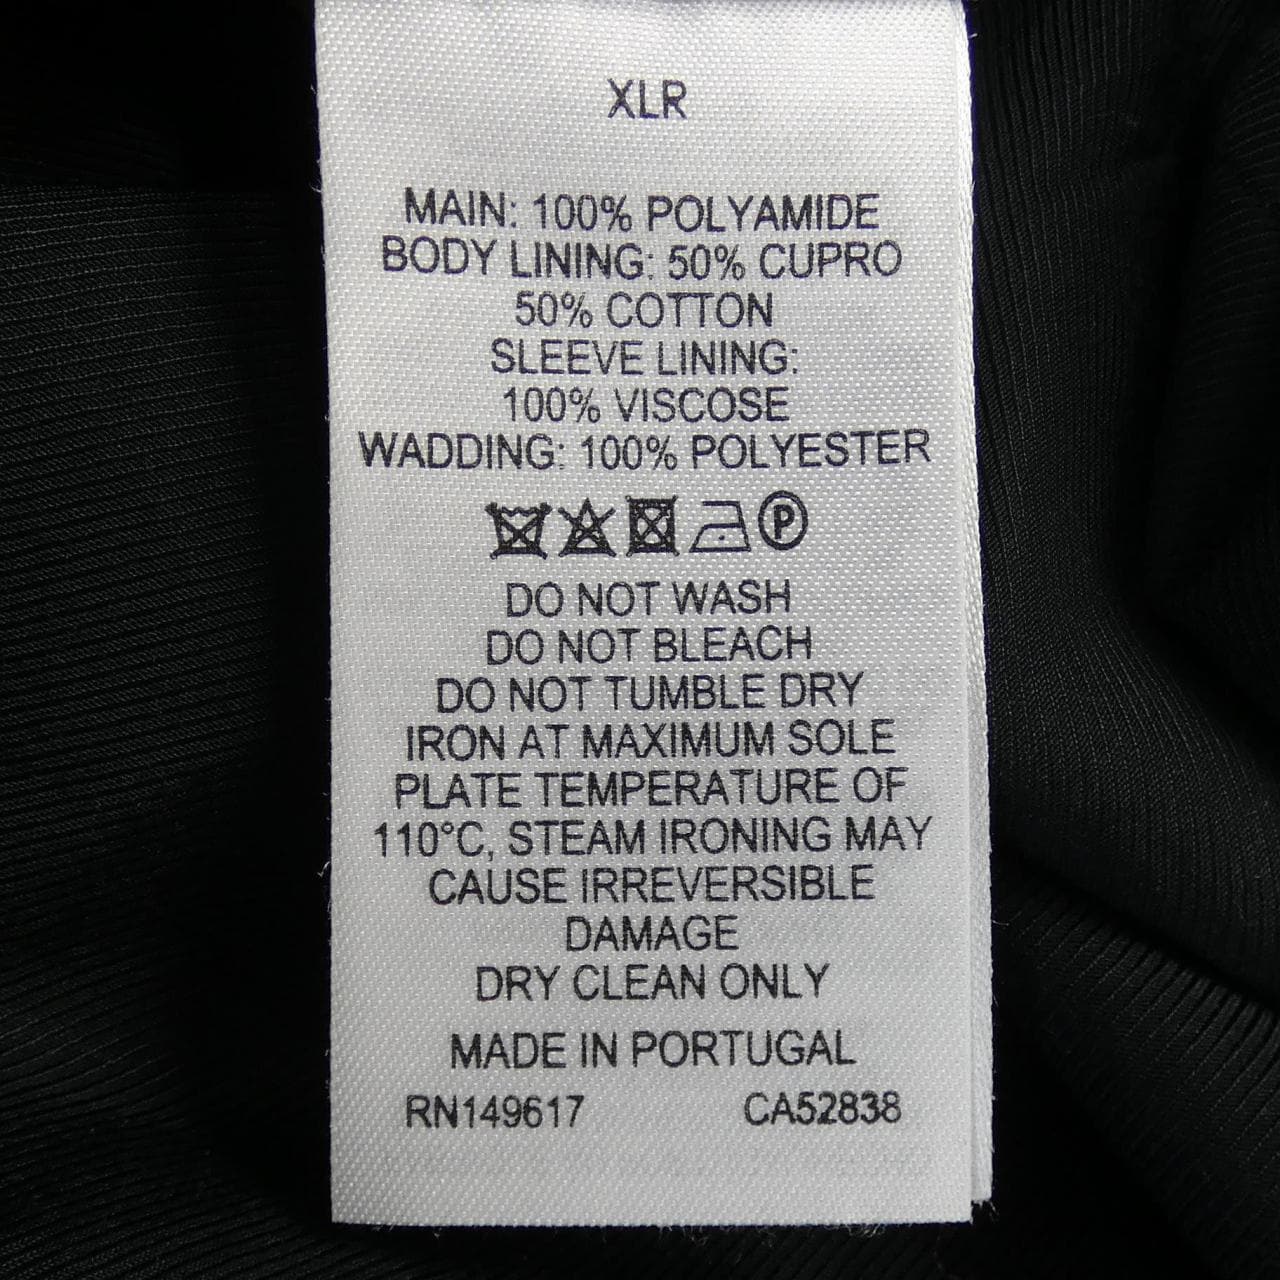 XLR
MAIN: 100% POLYAMIDE
BODY LINING: 50% CUPRO
50% COTTON
SLEEVE LINING:
100% VISCOSE
WADDING: 100% POLYESTER
P
DO NOT WASH
DO NOT BLEACH
DO NOT TUMBLE DRY
IRON AT MAXIMUM SOLE
PLATE TEMPERATURE OF
110°C, STEAM IRONING MAY
CAUSE IRREVERSIBLE
DAMAGE
DRY CLEAN ONLY
MADE IN PORTUGAL
RN149617 CA52838